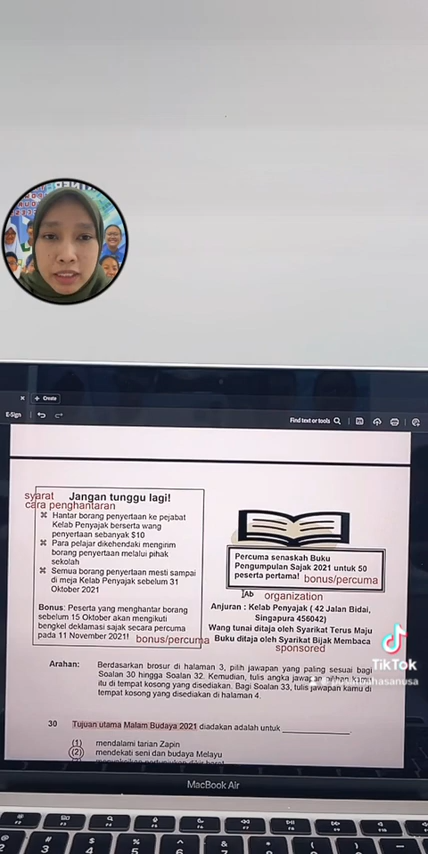 Create
E-Sign
Find text or tools
syarat
Jangan tunggu lagi!
cara penghantaran
Hantar borang penyertaan ke pejabat
Kelab Penyajak berserta wang
penyertaan sebanyak $10
Para pelajar dikehendaki mengirim
borang penyertaan melalui pihak
sekolah
Semua borang penyertaan mesti sampai
di meja Kelab Penyajak sebelum 31
Oktober 2021
Bonus: Peserta yang menghantar borang
sebelum 15 Oktober akan mengikuti
bengkel deklamasi sajak secara percuma
pada 11 November 2021!
bonus/percuma
Percuma senaskah Buku
Pengumpulan Sajak 2021 untuk 50
peserta pertama!
bonus/percuma
organization
Anjuran : Kelab Penyajak ( 42 Jalan Bidai,
Singapura 456042)
Wang tunai ditaja oleh Syarikat Terus Maju
Buku ditaja oleh Syarikat Bijak Membaca
sponsored
TikTok
Arahan:
Berdasarkan brosur di halaman 3, pilih jawapan yang paling sesuai bagi
Soalan 30 hingga Soalan 32. Kemudian, tulis angka
itu di tempat kosong yang disediakan. Bagi Soalan 33, tulis jawapan kamu di
tempat kosong yang disediakan di halaman 4.
30 Tujuan utama Malam Budaya 2021 diadakan adalah untuk
(1) mendalami tarian Zapin
(2) mendekati seni dan budaya Melayu
MacBook Air